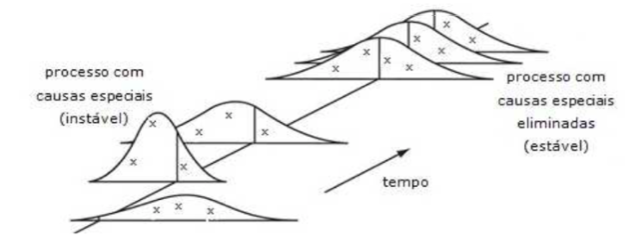 processo com
causas especiais
(instável)
processo com
causas especiais
eliminadas
(estável)
tempo
x x
x x x
x x
x
x x
x x
x
x
x x x